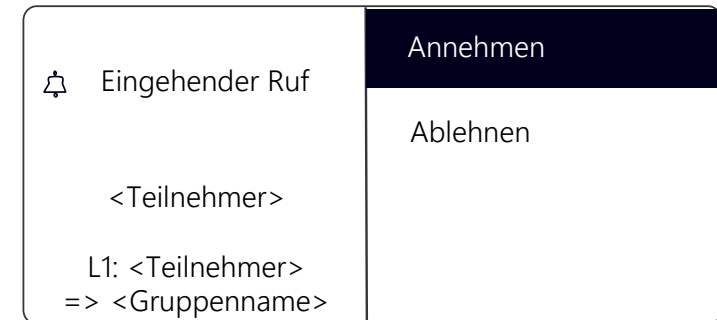 Eingehender Ruf
<Teilnehmer>
L1: <Teilnehmer>
=> <Gruppenname>
Annehmen
Ablehnen